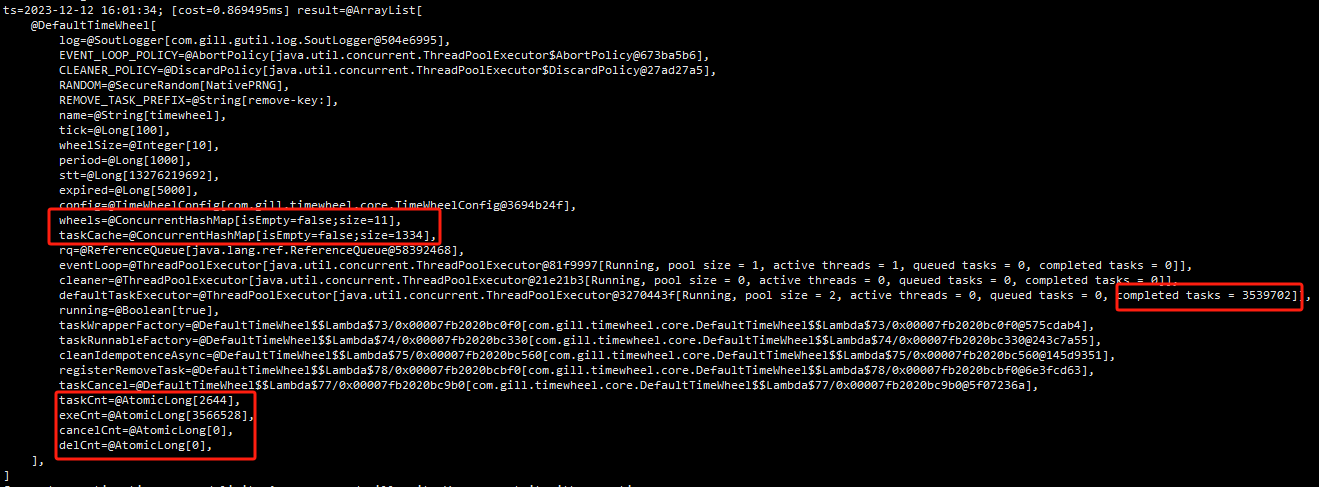 ts=2023-12-12 16:01:34; [cost=0.869495ms] result=@ArrayList[
@DefaultTimeWheel[
log=@SoutLogger[com.gill.gutil.log.SoutLogger@504e6995],
EVENT_LOOP_POLICY=@AbortPolicy[java.util.concurrent.ThreadPoolExecutor$AbortPolicy@673ba5b6],
CLEANER_POLICY=@DiscardPolicy[java.util.concurrent.ThreadPoolExecutor$DiscardPolicy@27ad27a5],
RANDOM=@SecureRandom[NativePRNG],
REMOVE_TASK_PREFIX=@String[remove-key:],
name=@String[timewheel],
tick=@Long[100],
wheelSize=@Integer[10],
period=@Long[1000],
stt=@Long[13276219692],
expired=@Long[5000],
config=@TimeWheelConfig[com.gill.timewheel.core.TimeWheelConfig@3694b24f],
wheels=@ConcurrentHashMap[isEmpty=false;size=11],
taskCache=@ConcurrentHashMap[isEmpty=false;size=1334],
rq=@ReferenceQueue[java.lang.ref.ReferenceQueue@58392468],
eventLoop=@ThreadPoolExecutor[java.util.concurrent.ThreadPoolExecutor@81f9997[Running, pool size = 1, active threads = 1, queued tasks = 0, completed tasks = 0]],
cleaner=@ThreadPoolExecutor[java.util.concurrent.ThreadPoolExecutor@21e21b3[Running, pool size = 0, active threads = 0, queued tasks = 0, completed tasks = 0]],
defaultTaskExecutor=@ThreadPoolExecutor[java.util.concurrent.ThreadPoolExecutor@3270443f[Running, pool size = 2, active threads = 0, queued tasks = 0, completed tasks = 3539702]],
running=@Boolean[true],
taskWrapperFactory=@DefaultTimeWheel$$Lambda$73/0x00007fb2020bc0f0[com.gill.timewheel.core.DefaultTimeWheel$$Lambda$73/0x00007fb2020bc0f0@575cdab4],
taskRunnableFactory=@DefaultTimeWheel$$Lambda$74/0x00007fb2020bc330[com.gill.timewheel.core.DefaultTimeWheel$$Lambda$74/0x00007fb2020bc330@243c7a55],
cleanIdempotenceAsync=@DefaultTimeWheel$$Lambda$75/0x00007fb2020bc560[com.gill.timewheel.core.DefaultTimeWheel$$Lambda$75/0x00007fb2020bc560@145d9351],
registerRemoveTask=@DefaultTimeWheel$$Lambda$78/0x00007fb2020bcbf0[com.gill.timewheel.core.DefaultTimeWheel$$Lambda$78/0x00007fb2020bcbf0@6e3fcd63],
taskCancel=@DefaultTimeWheel$$Lambda$77/0x00007fb2020bc9b0[com.gill.timewheel.core.DefaultTimeWheel$$Lambda$77/0x00007fb2020bc9b0@5f07236a],
taskCnt=@AtomicLong[2644],
exeCnt=@AtomicLong[3566528],
cancelCnt=@AtomicLong[0],
delCnt=@AtomicLong[0],
],
]